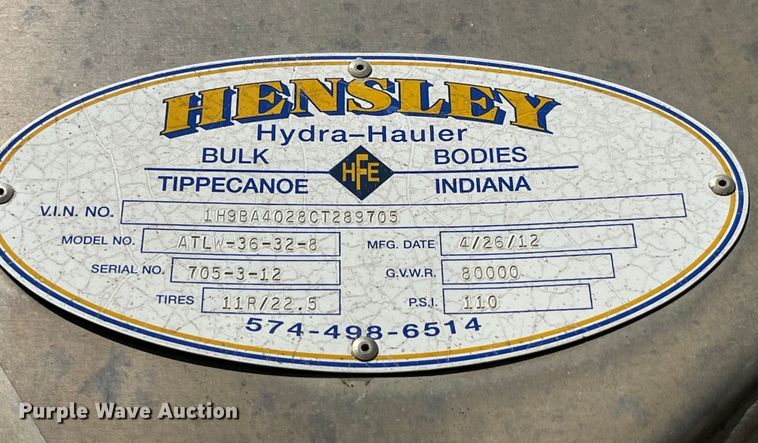 HENSLEY
Hydra-Hauler
BULK HFE BODIES
TIPPECANOE INDIANA
V.I.N. NO. 1H9BA4028CT289705
MODEL NO. ATLW-36-32-8 MFG. DATE 4/26/12
SERIAL NO. 705-3-12 G.V.W.R. 80000
TIRES 11R/22.5 P.S.I. 110
574-498-6514
Purple Wave Auction